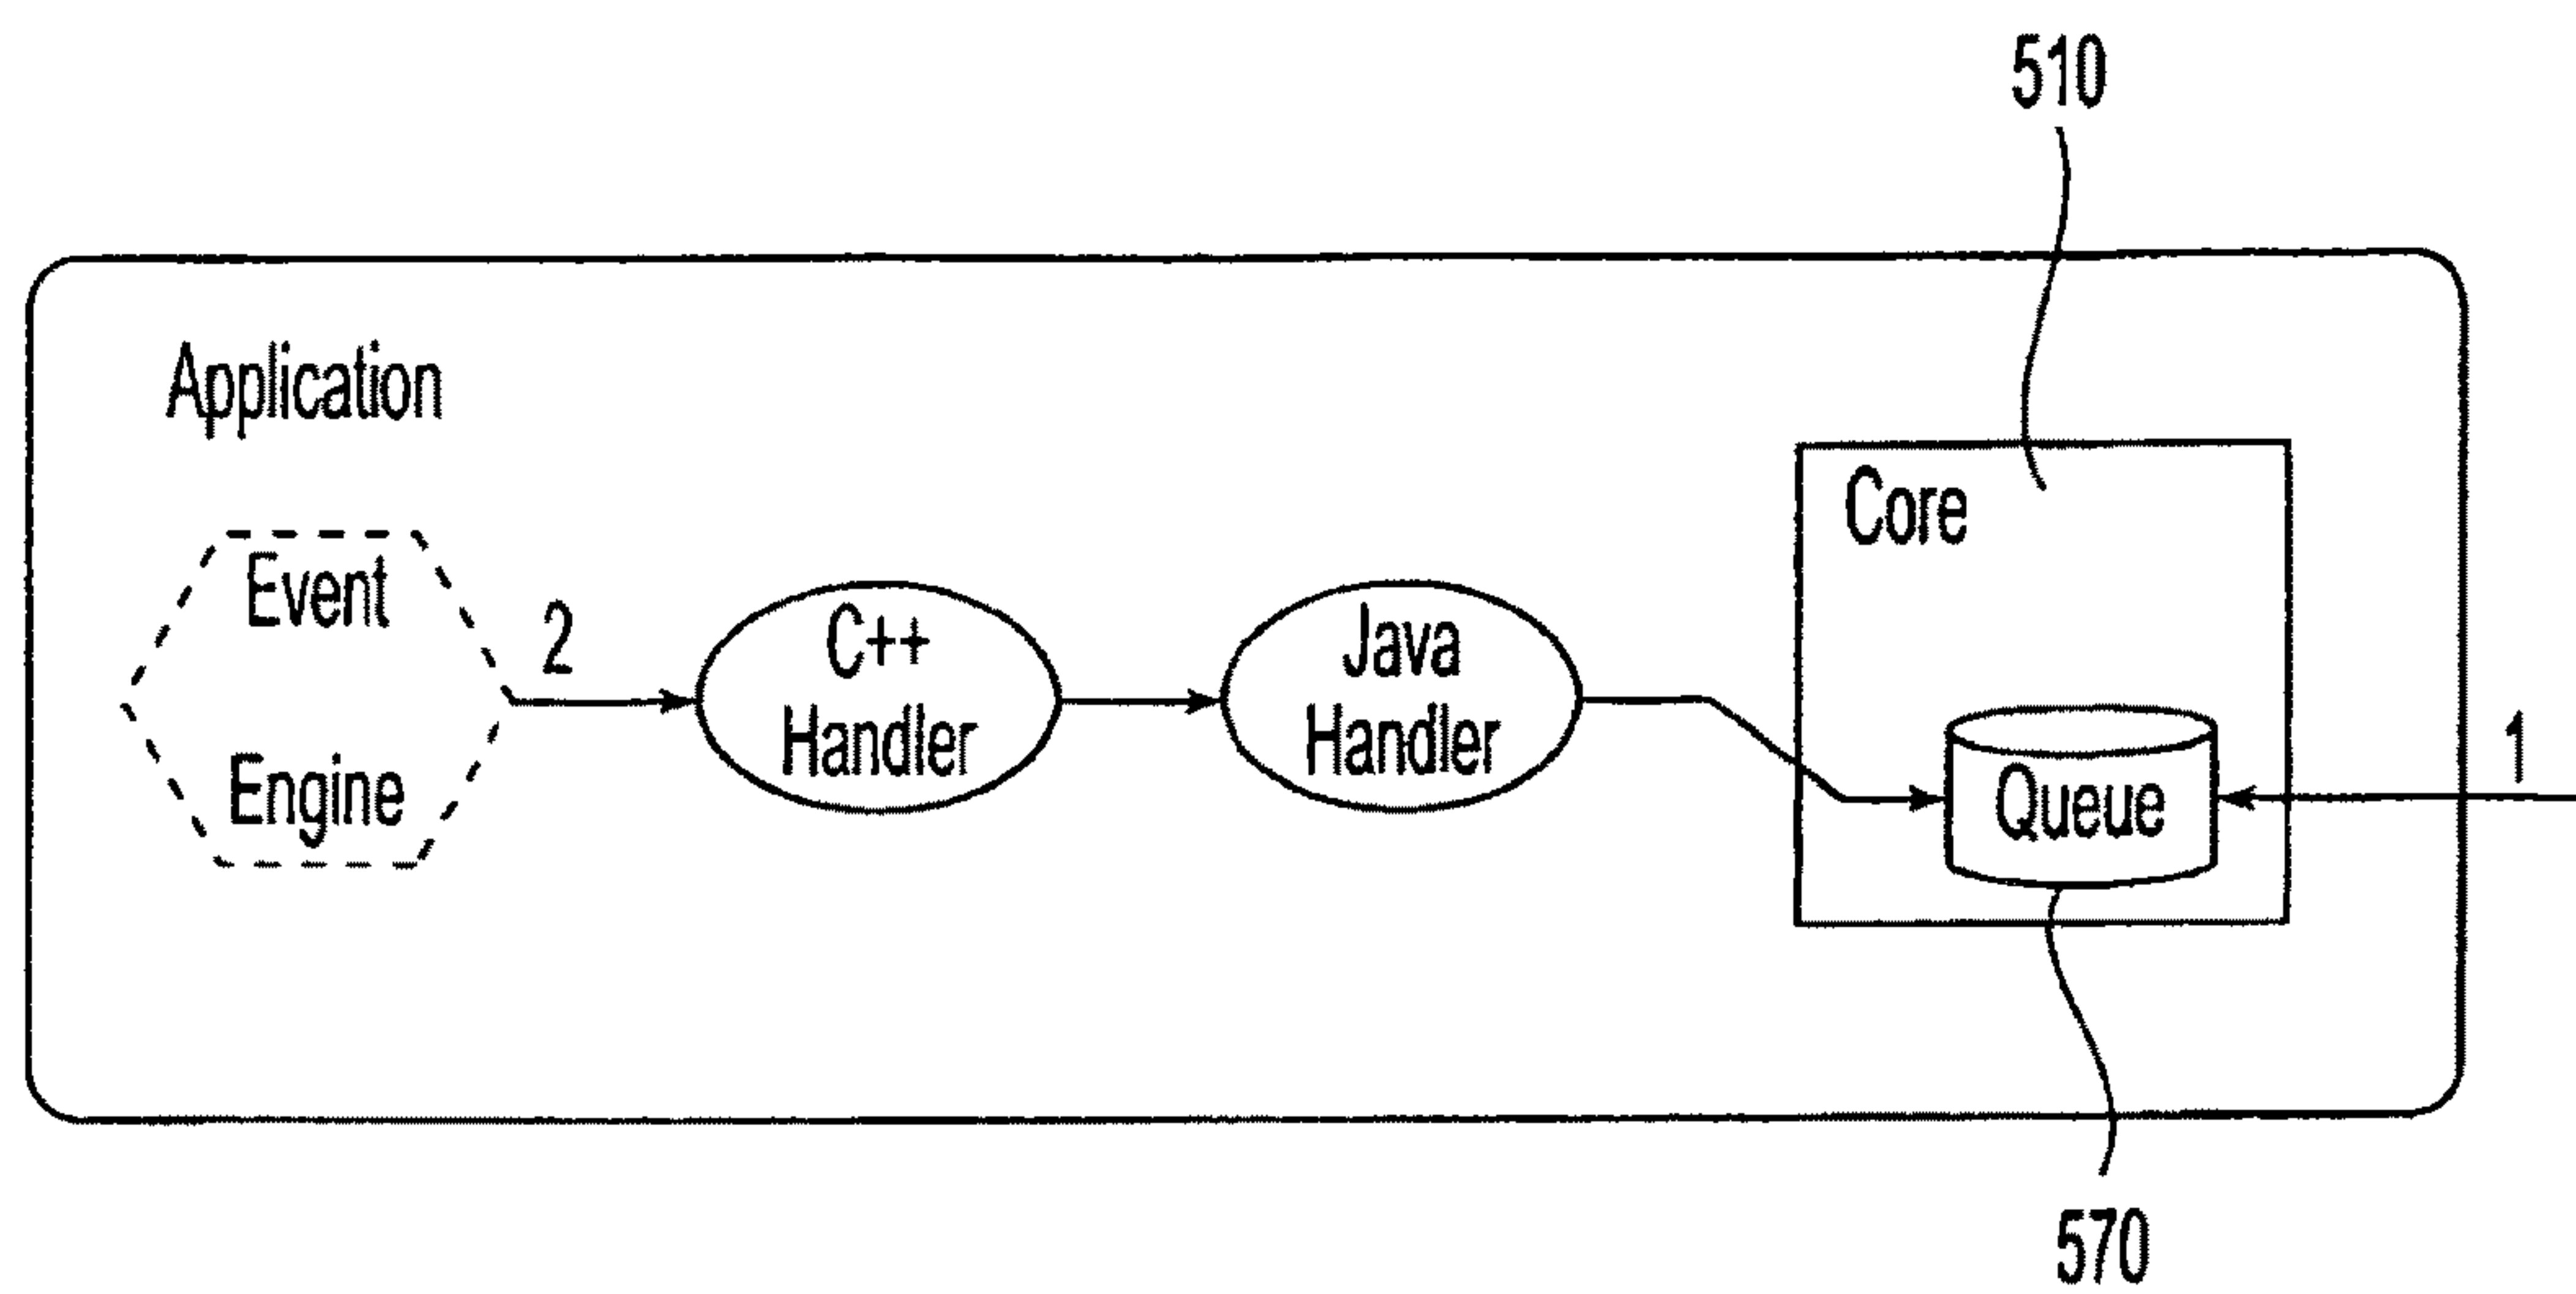 510
Application
Core
Event
Engine
2
C++
Handler
Java
Handler
Queue
1
570